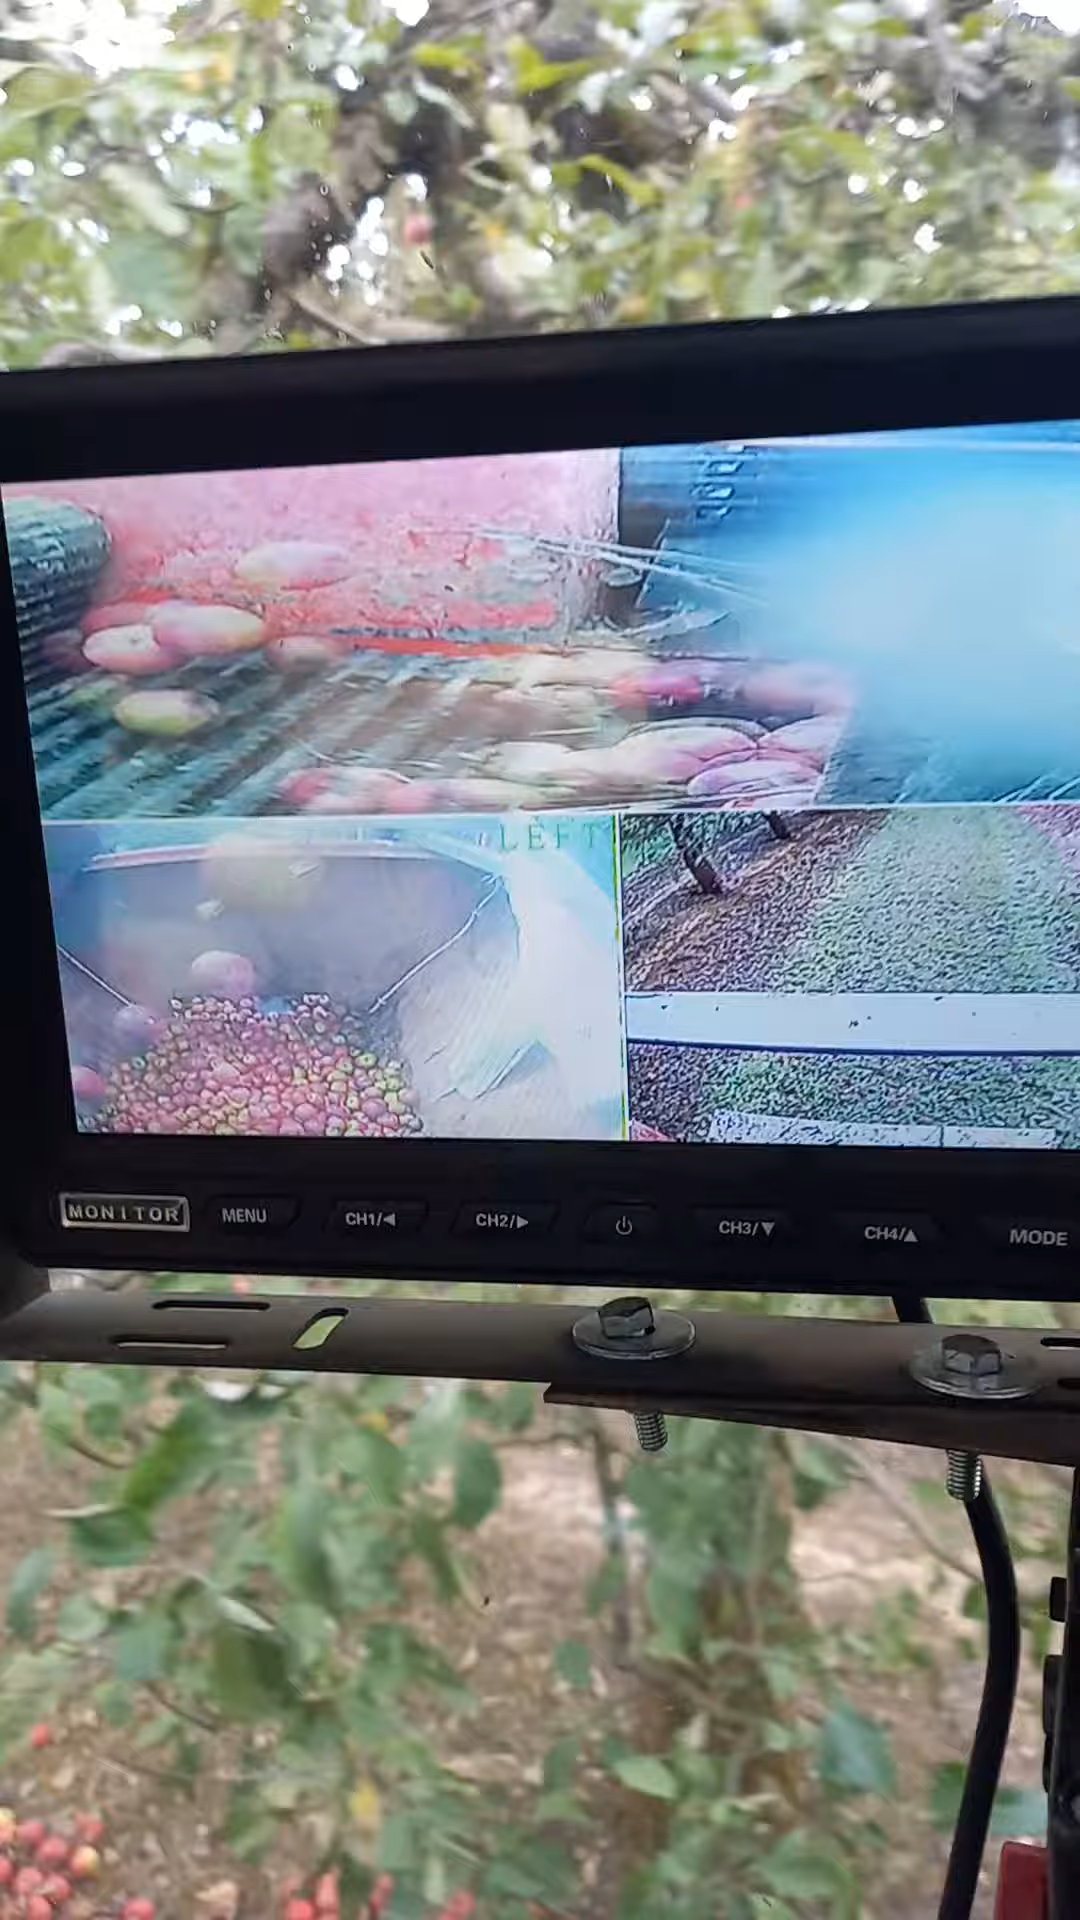 LEFT
MONITOR
MENU
CH1/◀
CH2/▶
CH3/▼
CH4/▲
MODE